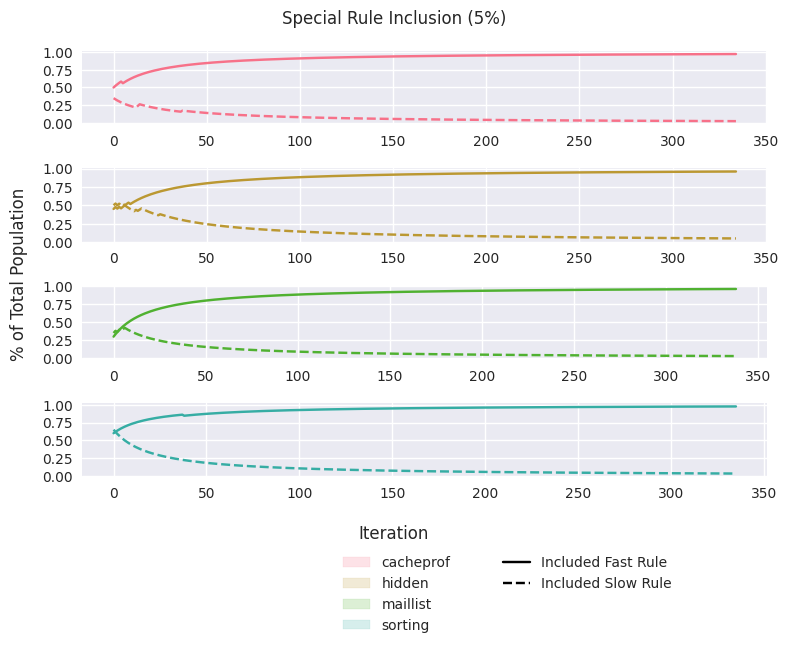 Special Rule Inclusion (5%)
1.00
0.75
0.50
0.25
0.00
0 50 100 150 200 250 300 350
1.00
0.75
0.50
0.25
0.00
0 50 100 150 200 250 300 350
% of Total Population
1.00
0.75
0.50
0.25
0.00
0 50 100 150 200 250 300 350
1.00
0.75
0.50
0.25
0.00
0 50 100 150 200 250 300 350
Iteration
cacheprof
hidden
maillist
sorting
Included Fast Rule
Included Slow Rule